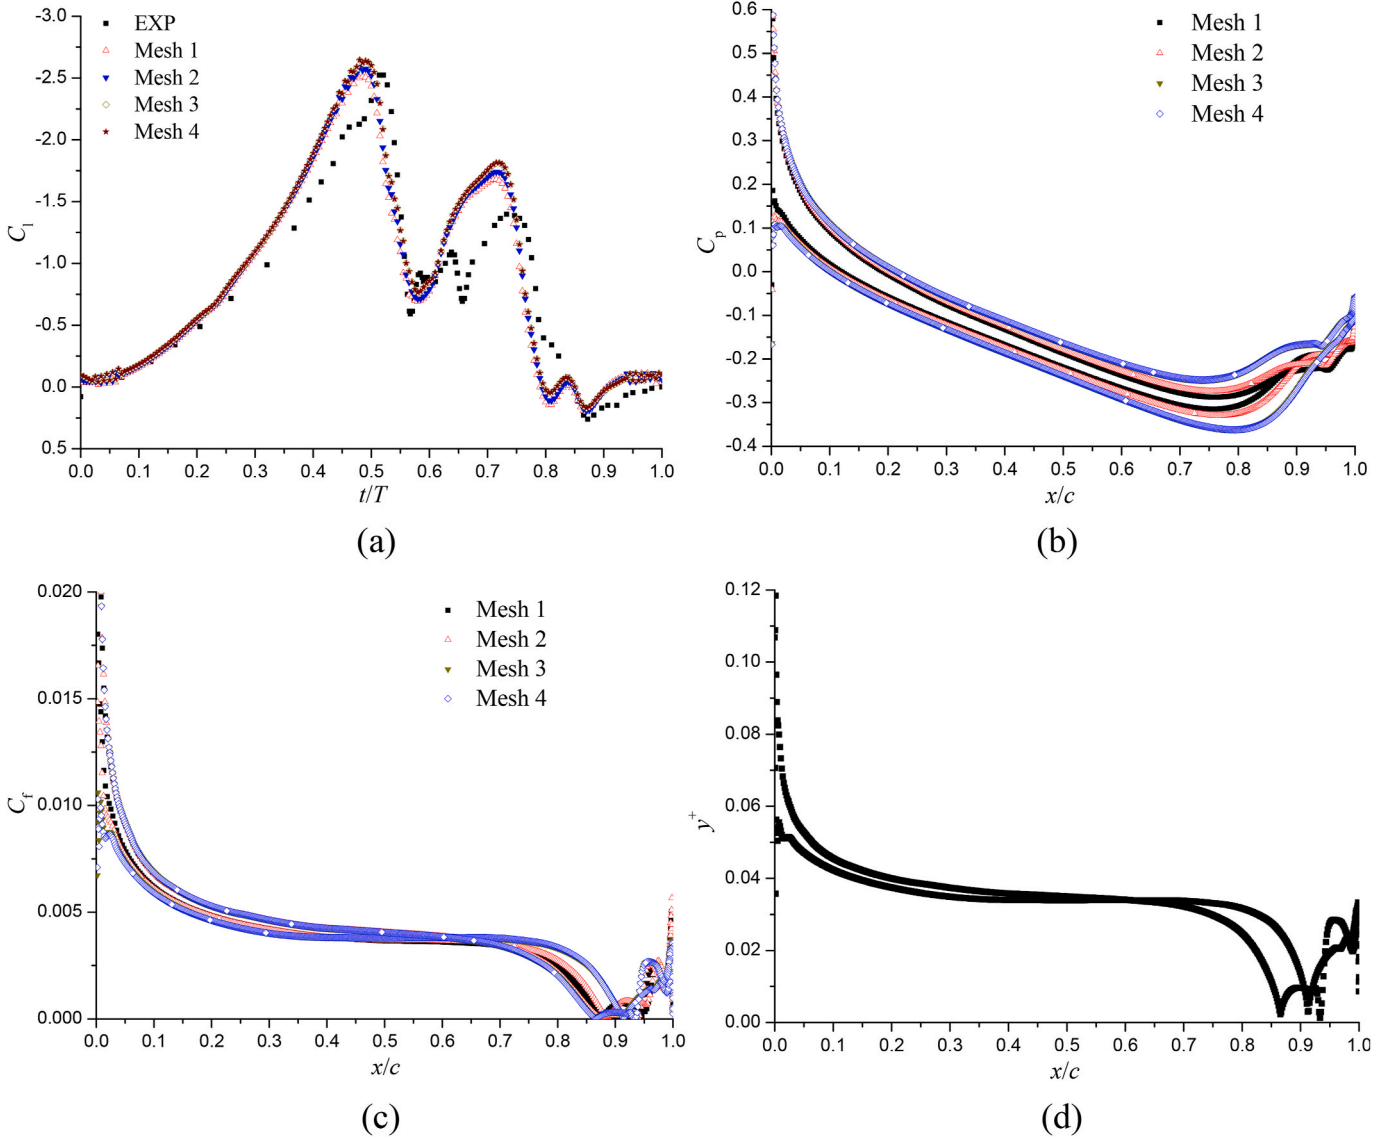 -3.0
-2.5
-2.0
-1.5
-1.0
-0.5
0.0
0.5
C_l
EXP
Mesh 1
Mesh 2
Mesh 3
Mesh 4
0.0 0.1 0.2 0.3 0.4 0.5 0.6 0.7 0.8 0.9 1.0
t/T
(a)
0.6
0.5
0.4
0.3
0.2
0.1
0.0
-0.1
-0.2
-0.3
-0.4
C_p
Mesh 1
Mesh 2
Mesh 3
Mesh 4
0.0 0.1 0.2 0.3 0.4 0.5 0.6 0.7 0.8 0.9 1.0
x/c
(b)
0.020
0.015
0.010
0.005
0.000
C_f
Mesh 1
Mesh 2
Mesh 3
Mesh 4
0.0 0.1 0.2 0.3 0.4 0.5 0.6 0.7 0.8 0.9 1.0
x/c
(c)
0.12
0.10
0.08
0.06
0.04
0.02
0.00
y⁺
0.0 0.1 0.2 0.3 0.4 0.5 0.6 0.7 0.8 0.9 1.0
x/c
(d)